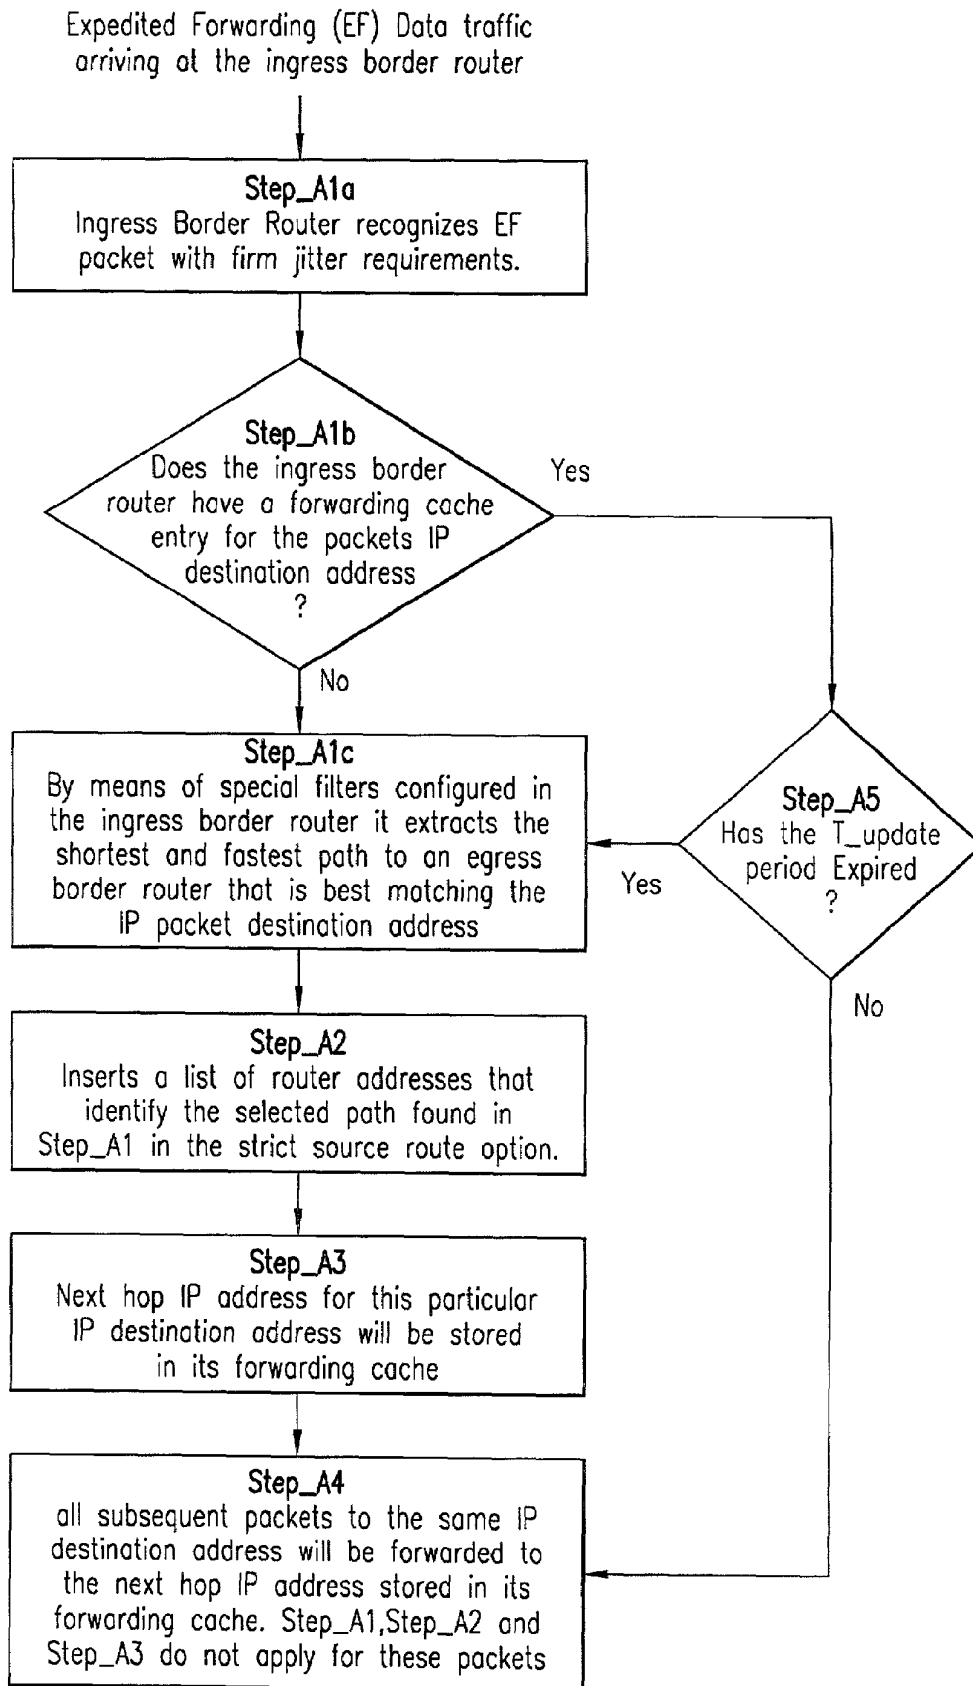 Expedited Forwarding (EF) Data traffic
arriving at the ingress border router
Step_A1a
Ingress Border Router recognizes EF
packet with firm jitter requirements.
Step_A1b
Does the ingress border
router have a forwarding cache
entry for the packets IP
destination address
?
Yes
No
Step_A1c
By means of special filters configured in
the ingress border router it extracts the
shortest and fastest path to an egress
border router that is best matching the
IP packet destination address
Step_A5
Has the T_update
period Expired
?
Yes
No
Step_A2
Inserts a list of router addresses that
identify the selected path found in
Step_A1 in the strict source route option.
Step_A3
Next hop IP address for this particular
IP destination address will be stored
in its forwarding cache
Step_A4
all subsequent packets to the same IP
destination address will be forwarded to
the next hop IP address stored in its
forwarding cache. Step_A1,Step_A2 and
Step_A3 do not apply for these packets